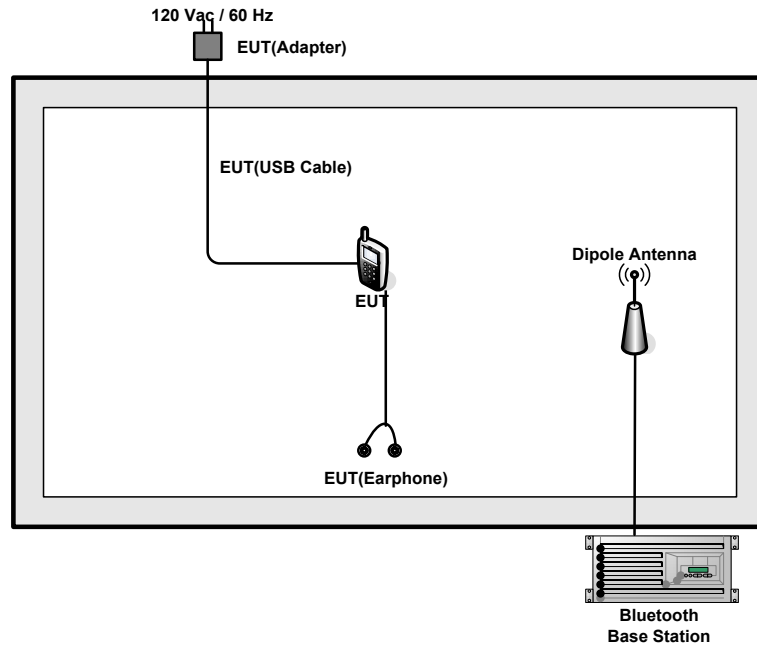 120 Vac / 60 Hz
EUT(Adapter)
EUT(USB Cable)
Dipole Antenna
EUT
EUT(Earphone)
Bluetooth
Base Station